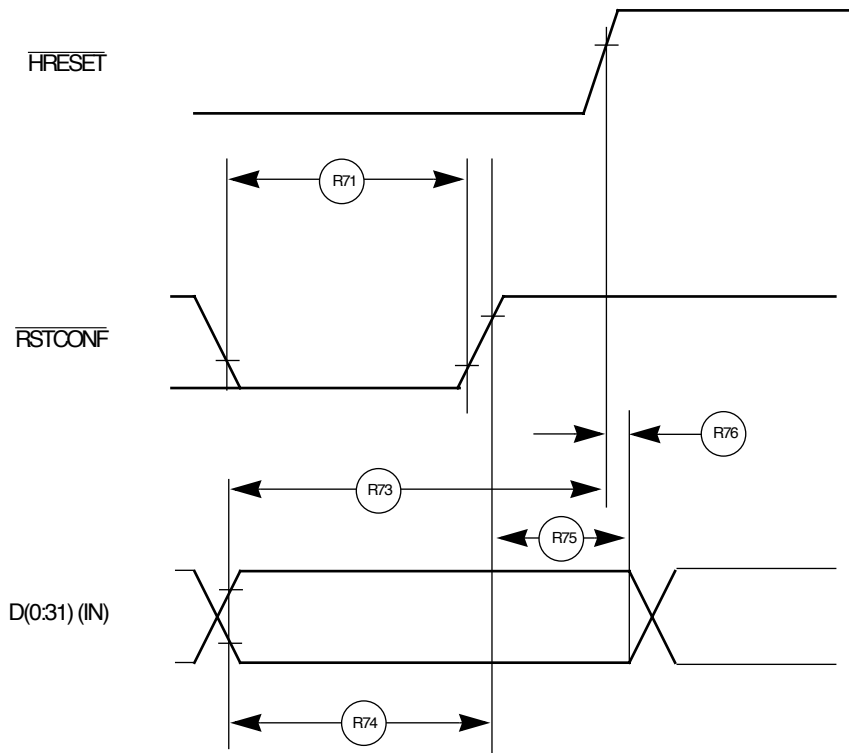 HRESET
R71
RSTCONF
R76
R73
R75
D(0:31) (IN)
R74